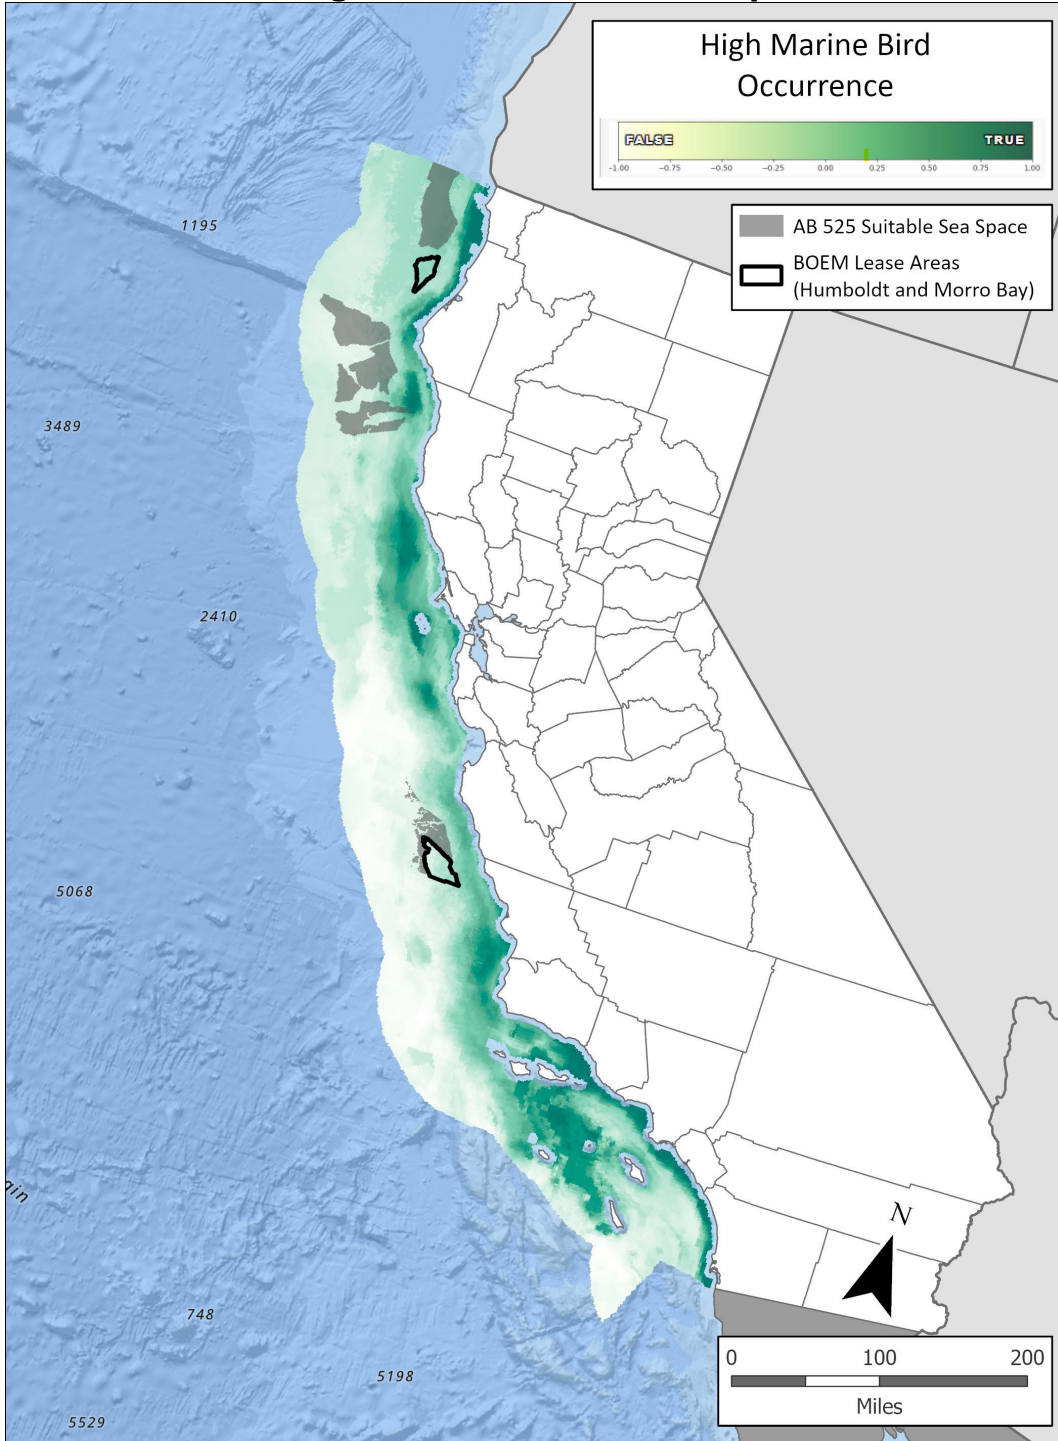 High Marine Bird
Occurrence
FALSE TRUE
-1.00 -0.75 -0.50 -0.25 0.00 0.25 0.50 0.75 1.00
AB 525 Suitable Sea Space
BOEM Lease Areas
(Humboldt and Morro Bay)
1195
3489
2410
5068
N
748
5198
5529
0 100 200
Miles